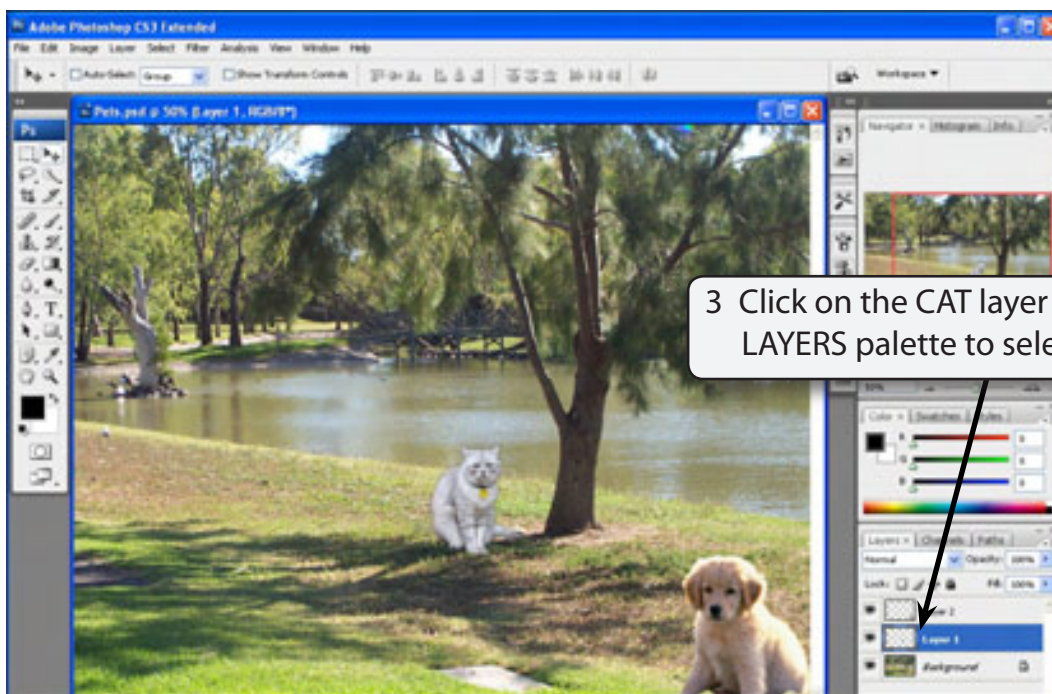 Adobe Photoshop CS3 Extended
File Edit Image Layer Select Filter Analysis View Window Help
Auto-Select: Group Show Transform Controls Workspace
Pets.psd @ 50% (Layer 1, RGB/8*)
Ps
Navigator Histogram Info
3 Click on the CAT layer
LAYERS palette to sele
50%
Color Swatches Styles
R
G
B
Layers Channels Paths
Normal Opacity: 100%
Lock: Fill: 100%
2
Layer 1
Background